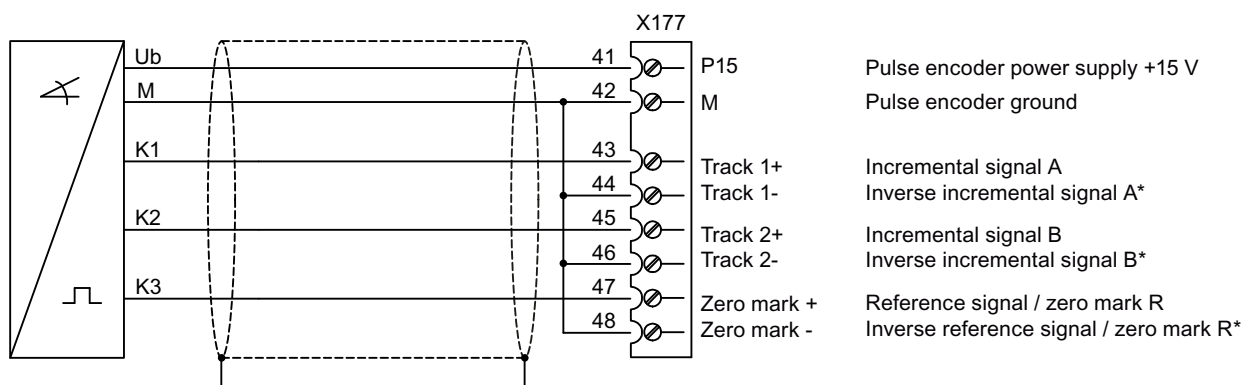 X177
Ub 41 P15 Pulse encoder power supply +15 V
M 42 M Pulse encoder ground
K1 43 Track 1+ Incremental signal A
44 Track 1- Inverse incremental signal A*
K2 45 Track 2+ Incremental signal B
46 Track 2- Inverse incremental signal B*
K3 47 Zero mark + Reference signal / zero mark R
48 Zero mark - Inverse reference signal / zero mark R*